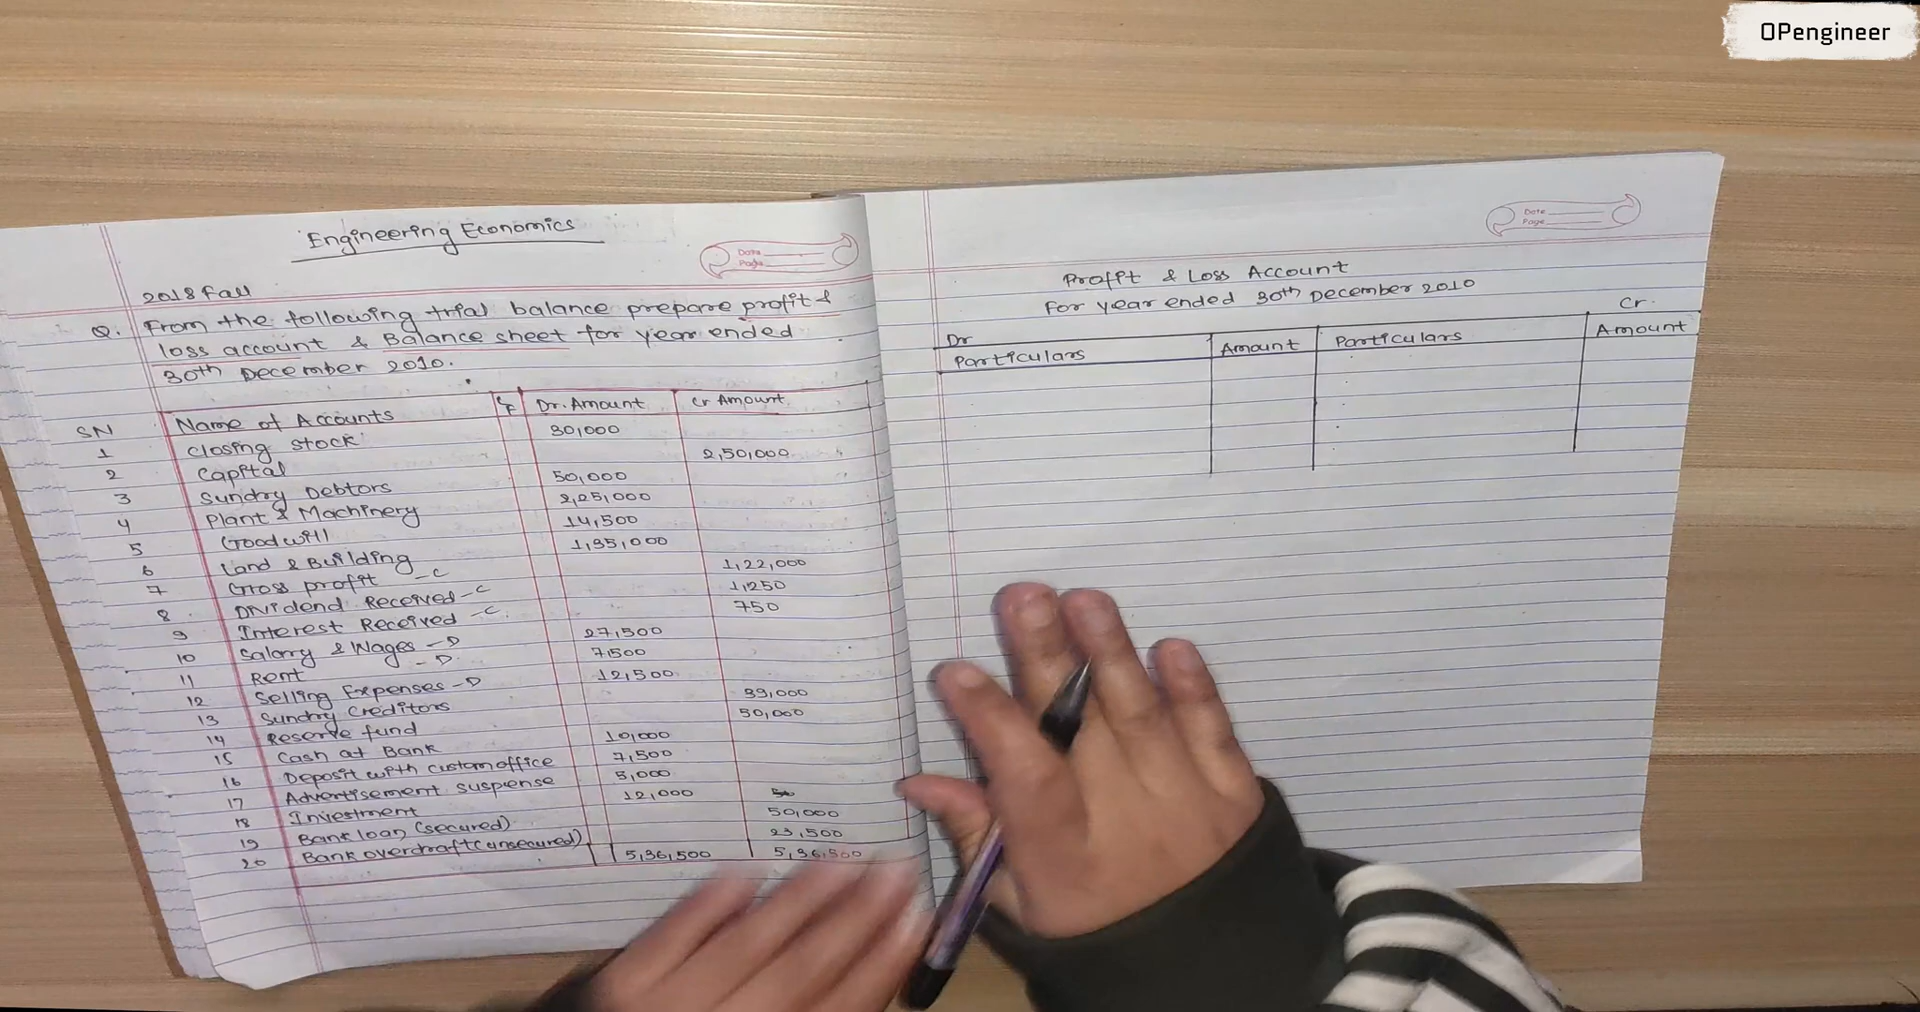 OPengineer
Engineering Economics
Date
Page
2018 Fall
Q. From the following trial balance prepare profit &
loss account & Balance sheet for year ended
30th December 2010.
SN Name of Accounts LF Dr. Amount Cr Amount
1 Closing stock 30,000
2 Capital 2,50,000
3 Sundry Debtors 50,000
4 Plant & Machinery 2,25,000
5 Goodwill 14,500
6 Land & Building 1,35,000
7 Gross profit -C 1,22,000
8 Dividend Received -C 1,250
9 Interest Received -C. 750
10 Salary & Wages -D 27,500
11 Rent -D 7,500
12 Selling Expenses -D 12,500
13 Sundry Creditors 39,000
14 Reserve fund 50,000
15 Cash at Bank 10,000
16 Deposit with custom office 7,500
17 Advertisement suspense 5,000
18 Investment 12,000
19 Bank loan (secured) 50,000
20 Bank overdraft (unsecured) 23,500
5,36,500 5,36,500
Date
Page
Profit & Loss Account
For year ended 30th December 2010
Dr Cr.
Particulars Amount Particulars Amount